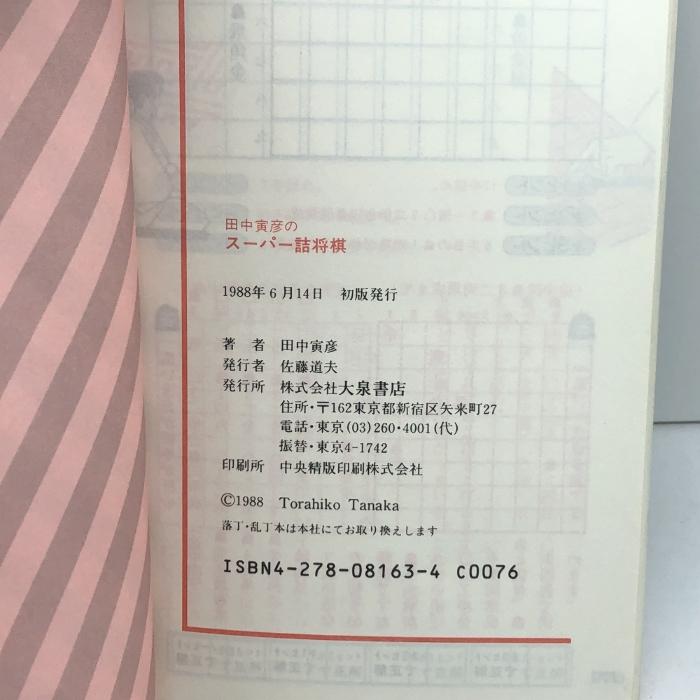 田中寅彦の
スーパー詰将棋
1988年6月14日 初版発行
著 者 田中寅彦
発行者 佐藤道夫
発行所 株式会社大泉書店
住所・〒162東京都新宿区矢来町27
電話・東京(03)260・4001(代)
振替・東京4-1742
印刷所 中央精版印刷株式会社
©1988 Torahiko Tanaka
落丁・乱丁本は本社にてお取り換えします
ISBN4-278-08163-4 C0076